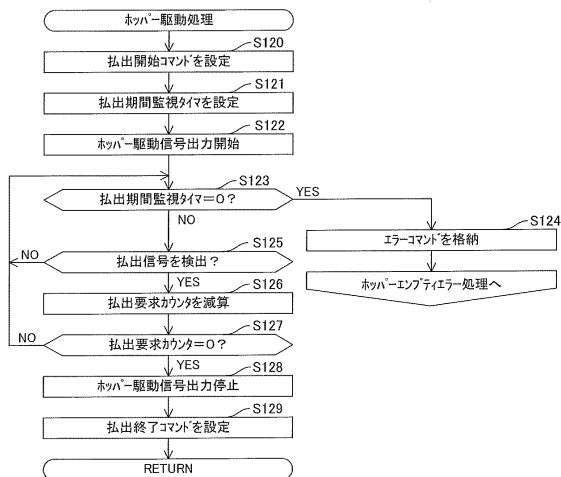 ホッパー駆動処理
S120
払出開始コマンドを設定
S121
払出期間監視タイマを設定
S122
ホッパー駆動信号出力開始
S123
払出期間監視タイマ=0?
YES
NO
S124
エラーコマンドを格納
ホッパーエンプティエラー処理へ
S125
払出信号を検出?
NO
YES
S126
払出要求カウンタを減算
S127
払出要求カウンタ=0?
NO
YES
S128
ホッパー駆動信号出力停止
S129
払出終了コマンドを設定
RETURN